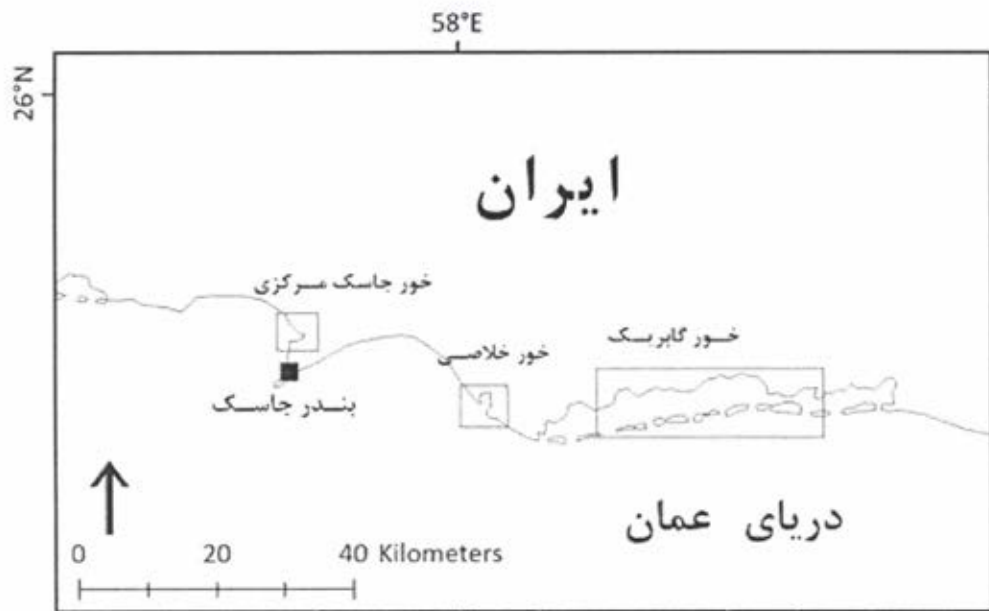 58°E
26°N
ایران
خور جاسک مرکزی
خور گابریک
خور خلاصی
بندر جاسک
دریای عمان
0 20 40 Kilometers